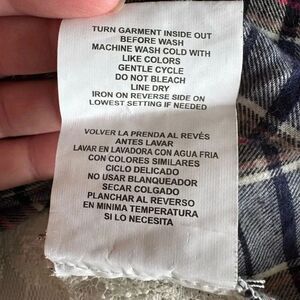 TURN GARMENT INSIDE OUT
BEFORE WASH
MACHINE WASH COLD WITH
LIKE COLORS
GENTLE CYCLE
DO NOT BLEACH
LINE DRY
IRON ON REVERSE SIDE ON
LOWEST SETTING IF NEEDED
VOLVER LA PRENDA AL REVÉS
ANTES LAVAR
LAVAR EN LAVADORA CON AGUA FRIA
CON COLORES SIMILARES
CICLO DELICADO
NO USAR BLANQUEADOR
SECAR COLGADO
PLANCHAR AL REVERSO
EN MINIMA TEMPERATURA
SI LO NECESITA